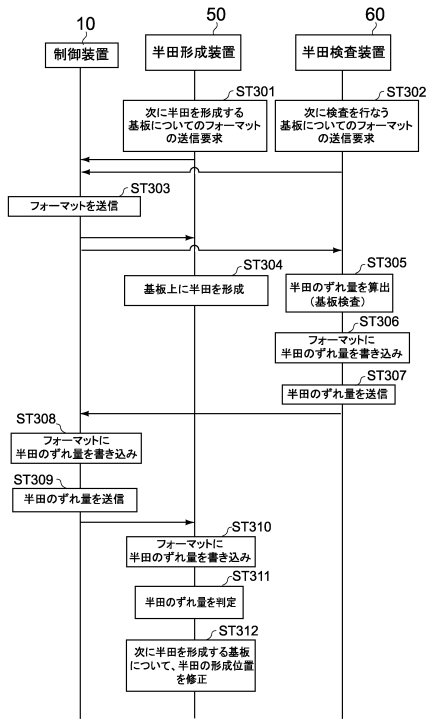 10
50
60
制御装置
半田形成装置
半田検査装置
ST301
ST302
次に半田を形成する
基板についてのフォーマット
の送信要求
次に検査を行なう
基板についてのフォーマット
の送信要求
ST303
フォーマットを送信
ST304
基板上に半田を形成
ST305
半田のずれ量を算出
(基板検査)
ST306
フォーマットに
半田のずれ量を書き込み
ST307
半田のずれ量を送信
ST308
フォーマットに
半田のずれ量を書き込み
ST309
半田のずれ量を送信
ST310
フォーマットに
半田のずれ量を書き込み
ST311
半田のずれ量を判定
ST312
次に半田を形成する基板
について、半田の形成位置
を修正